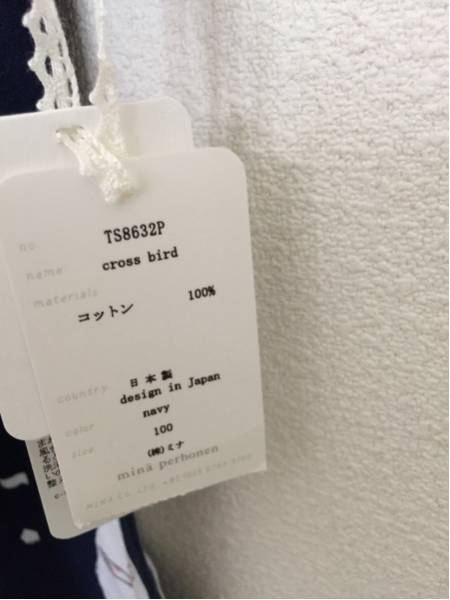 no. TS8632P
name cross bird
materials
コットン 100%
country 日本製
design in Japan
color navy
size 100
(株)ミナ
minä perhonen